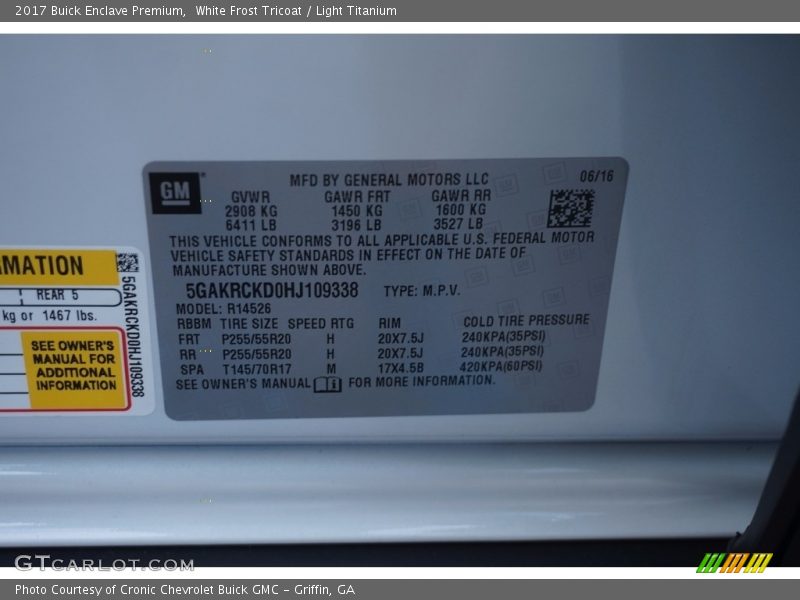 2017 Buick Enclave Premium,  White Frost Tricoat / Light Titanium
GM
MFD BY GENERAL MOTORS LLC 06/16
GVWR GAWR FRT GAWR RR
2908 KG 1450 KG 1600 KG
6411 LB 3196 LB 3527 LB
THIS VEHICLE CONFORMS TO ALL APPLICABLE U.S. FEDERAL MOTOR
VEHICLE SAFETY STANDARDS IN EFFECT ON THE DATE OF
MANUFACTURE SHOWN ABOVE.
5GAKRCKD0HJ109338 TYPE: M.P.V.
MODEL: R14526
RBBM TIRE SIZE SPEED RTG RIM COLD TIRE PRESSURE
FRT P255/55R20 H 20X7.5J 240KPA(35PSI)
RR P255/55R20 H 20X7.5J 240KPA(35PSI)
SPA T145/70R17 M 17X4.5B 420KPA(60PSI)
SEE OWNER'S MANUAL FOR MORE INFORMATION.
MATION
REAR 5
kg or 1467 lbs.
SEE OWNER'S
MANUAL FOR
ADDITIONAL
INFORMATION
5GAKRCKD0HJ109338
GTcarlot.com
Photo Courtesy of Cronic Chevrolet Buick GMC – Griffin, GA